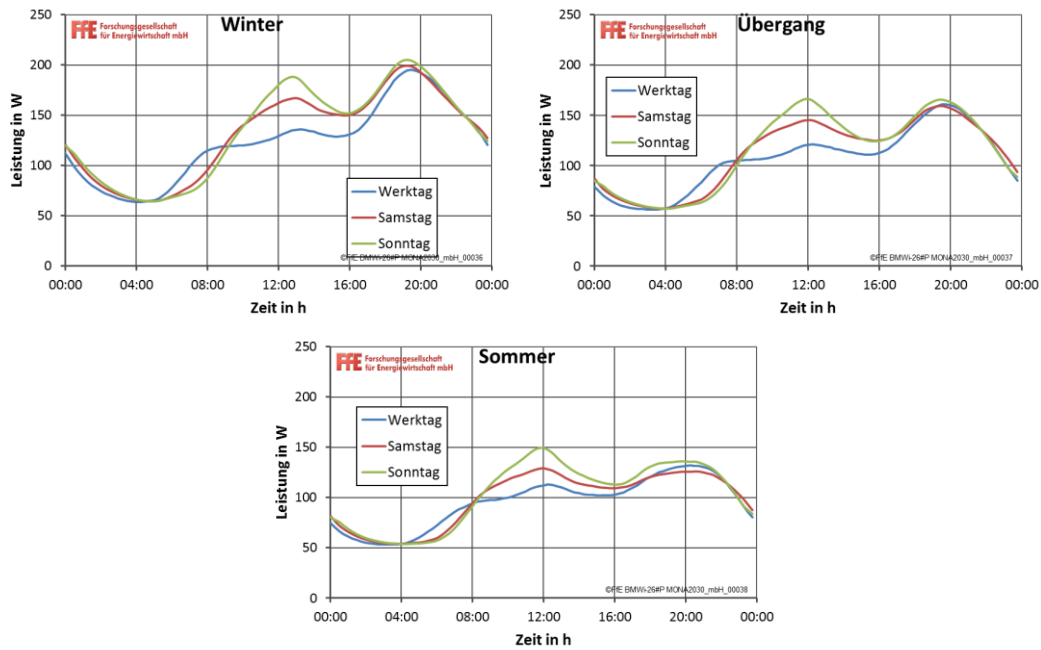 FfE Forschungsgesellschaft
für Energiewirtschaft mbH
Winter
Leistung in W
250
200
150
100
50
0
Werktag
Samstag
Sonntag
©FfE BMWi-26#P MONA2030_mbH_00036
00:00 04:00 08:00 12:00 16:00 20:00 00:00
Zeit in h
FfE Forschungsgesellschaft
für Energiewirtschaft mbH
Übergang
Leistung in W
250
200
150
100
50
0
Werktag
Samstag
Sonntag
©FfE BMWi-26#P MONA2030_mbH_00037
00:00 04:00 08:00 12:00 16:00 20:00 00:00
Zeit in h
FfE Forschungsgesellschaft
für Energiewirtschaft mbH
Sommer
Leistung in W
250
200
150
100
50
0
Werktag
Samstag
Sonntag
©FfE BMWi-26#P MONA2030_mbH_00038
00:00 04:00 08:00 12:00 16:00 20:00 00:00
Zeit in h